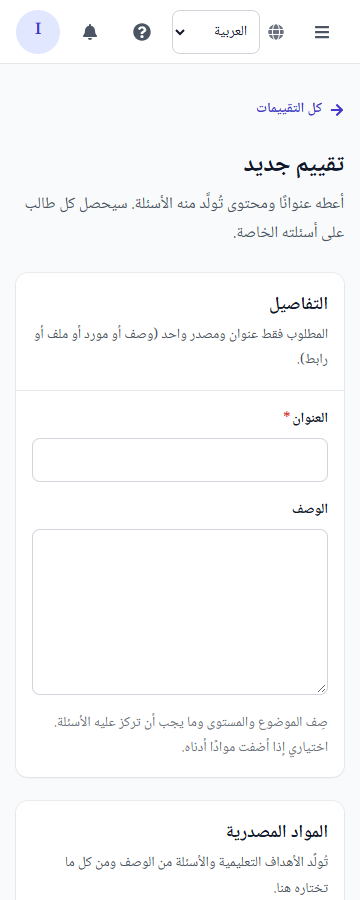 العربية
I
كل التقييمات
تقييم جديد
أعطه عنوانًا ومحتوى تُولَّد منه الأسئلة. سيحصل كل طالب
على أسئلته الخاصة.
التفاصيل
المطلوب فقط عنوان ومصدر واحد (وصف أو مورد أو ملف أو
رابط).
العنوان *
الوصف
صِف الموضوع والمستوى وما يجب أن تركز عليه الأسئلة.
اختياري إذا أضفت موادًا أدناه.
المواد المصدرية
تُولَّد الأهداف التعليمية والأسئلة من الوصف ومن كل ما
تختاره هنا.